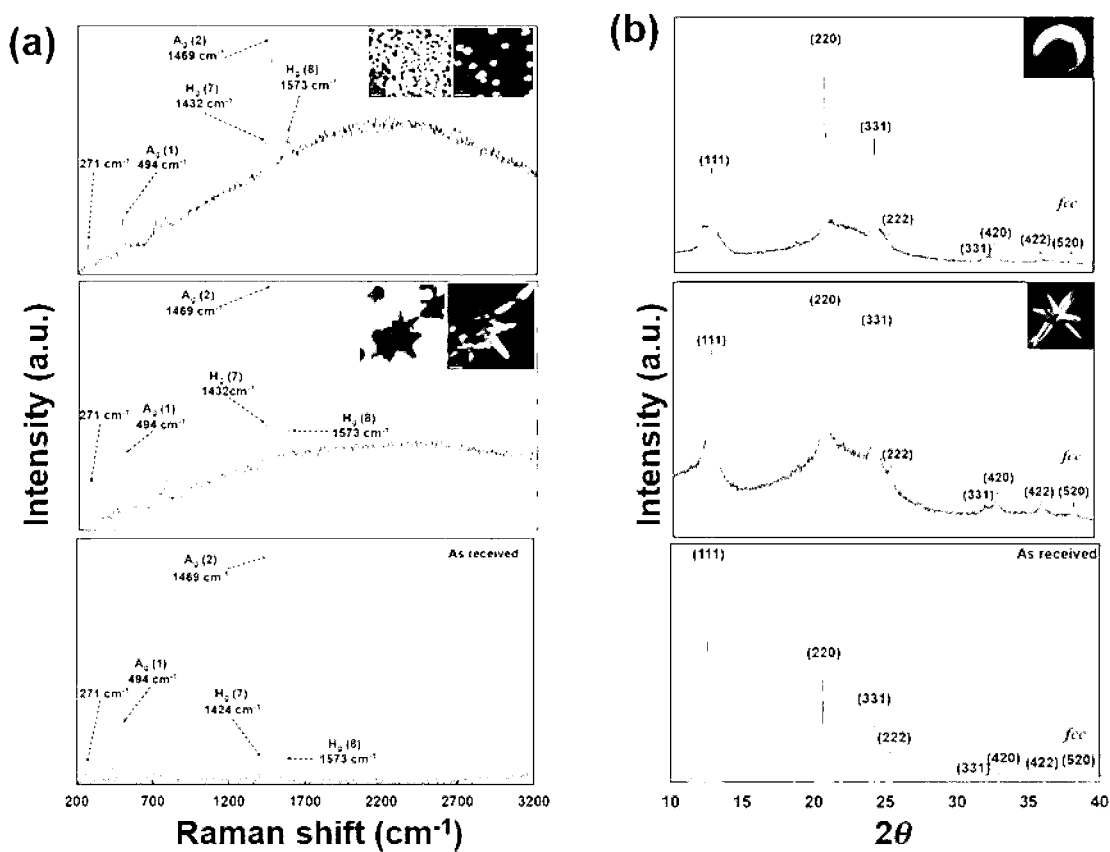 (a)
A_g (2)
1469 cm⁻¹
H_g (8)
1573 cm⁻¹
H_g (7)
1432 cm⁻¹
A_g (1)
494 cm⁻¹
271 cm⁻¹
A_g (2)
1469 cm⁻¹
H_g (7)
1432cm⁻¹
271 cm⁻¹
A_g (1)
494 cm⁻¹
H_g (8)
1573 cm⁻¹
As received
A_g (2)
1469 cm⁻¹
A_g (1)
494 cm⁻¹
271 cm⁻¹
H_g (7)
1424 cm⁻¹
H_g (8)
1573 cm⁻¹
200 700 1200 1700 2200 2700 3200
Raman shift (cm⁻¹)
Intensity (a.u.)
(b)
(220)
(331)
(111)
fcc
(222)
(420)
(331) (422) (520)
(220)
(331)
(111)
(222)
fcc
(420)
(331) (422) (520)
As received
(111)
(220)
(331)
(222)
fcc
(420)
(331) (422) (520)
10 15 20 25 30 35 40
2θ
Intensity (a.u.)